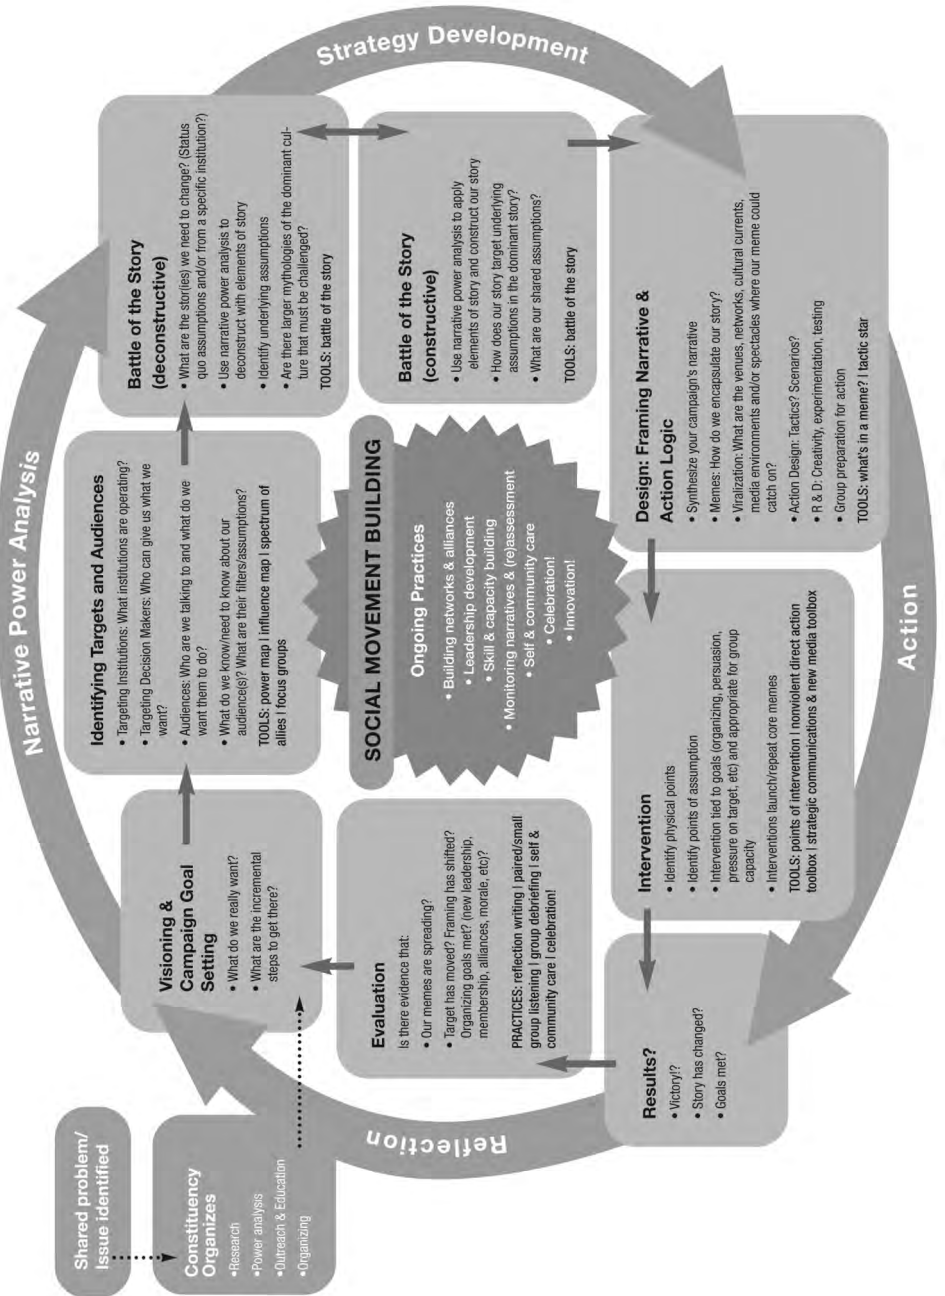 Shared problem/
Issue identified
Constituency
Organizes
• Research
• Power analysis
• Outreach & Education
• Organizing
Visioning &
Campaign Goal
Setting
• What do we really want?
• What are the incremental
steps to get there?
Narrative Power Analysis
Identifying Targets and Audiences
• Targeting Institutions: What institutions are operating?
• Targeting Decision Makers: Who can give us what we
want?
• Audiences: Who are we talking to and what do we
want them to do?
• What do we know/need to know about our
audience(s)? What are their filters/assumptions?
TOOLS: power map | influence map | spectrum of
allies | focus groups
Battle of the Story
(deconstructive)
• What are the stor(ies) we need to change? (Status
quo assumptions and/or from a specific institution?)
• Use narrative power analysis to
deconstruct with elements of story
• Identify underlying assumptions
• Are there larger mythologies of the dominant cul-
ture that must be challenged?
TOOLS: battle of the story
Strategy Development
Battle of the Story
(constructive)
• Use narrative power analysis to apply
elements of story and construct our story
• How does our story target underlying
assumptions in the dominant story?
• What are our shared assumptions?
TOOLS: battle of the story
Design: Framing Narrative &
Action Logic
• Synthesize your campaign's narrative
• Memes: How do we encapsulate our story?
• Viralization: What are the venues, networks, cultural currents,
media environments and/or spectacles where our meme could
catch on?
• Action Design: Tactics? Scenarios?
• R & D: Creativity, experimentation, testing
• Group preparation for action
TOOLS: what's in a meme? | tactic star
Action
Intervention
• Identify physical points
• Identify points of assumption
• Intervention tied to goals (organizing, persuasion,
pressure on target, etc) and appropriate for group
capacity
• Interventions launch/repeat core memes
TOOLS: points of intervention | nonviolent direct action
toolbox | strategic communications & new media toolbox
Results?
• Victory!?
• Story has changed?
• Goals met?
Reflection
Evaluation
Is there evidence that:
• Our memes are spreading?
• Target has moved? Framing has shifted?
Organizing goals met? (new leadership,
membership, alliances, morale, etc)?
PRACTICES: reflection writing | paired/small
group listening | group debriefing | self &
community care | celebration!
SOCIAL MOVEMENT BUILDING
Ongoing Practices
• Building networks & alliances
• Leadership development
• Skill & capacity building
• Monitoring narratives & (re)assessment
• Self & community care
• Celebration!
• Innovation!